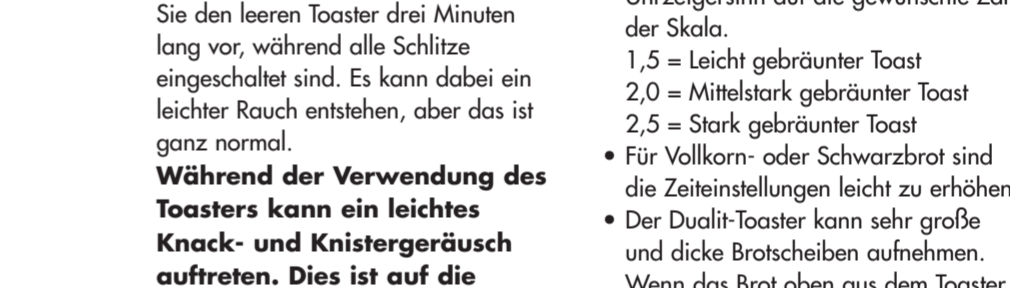 Sie den leeren Toaster drei Minuten
lang vor, während alle Schlitze
eingeschaltet sind. Es kann dabei ein
leichter Rauch entstehen, aber das ist
ganz normal.
Während der Verwendung des
Toasters kann ein leichtes
Knack- und Knistergeräusch
auftreten. Dies ist auf die
Uhrzeigersinn auf die gewünschte
der Skala.
1,5 = Leicht gebräunter Toast
2,0 = Mittelstark gebräunter Toast
2,5 = Stark gebräunter Toast
• Für Vollkorn- oder Schwarzbrot sind
die Zeiteinstellungen leicht zu erhöhen
• Der Dualit-Toaster kann sehr große
und dicke Brotscheiben aufnehmen.
Wenn das Brot oben aus dem Toaster